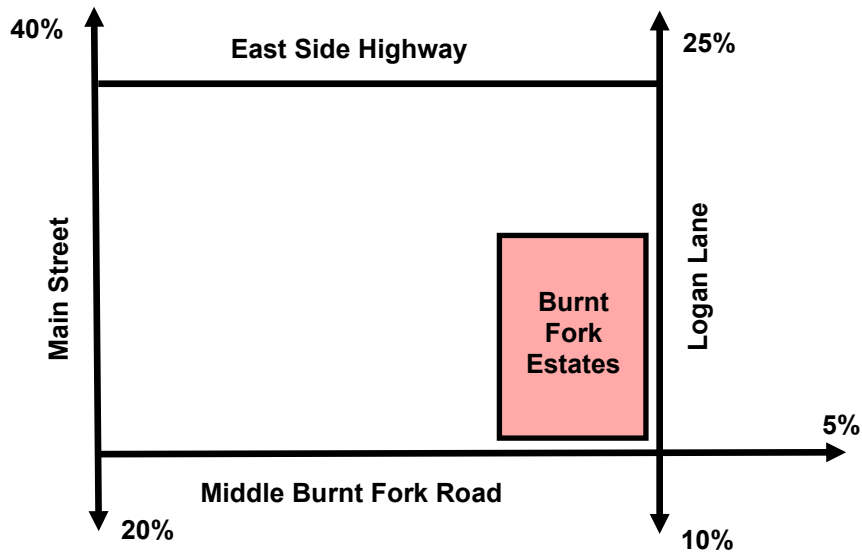 40%
25%
East Side Highway
Main Street
Logan Lane
Burnt
Fork
Estates
5%
Middle Burnt Fork Road
20%
10%